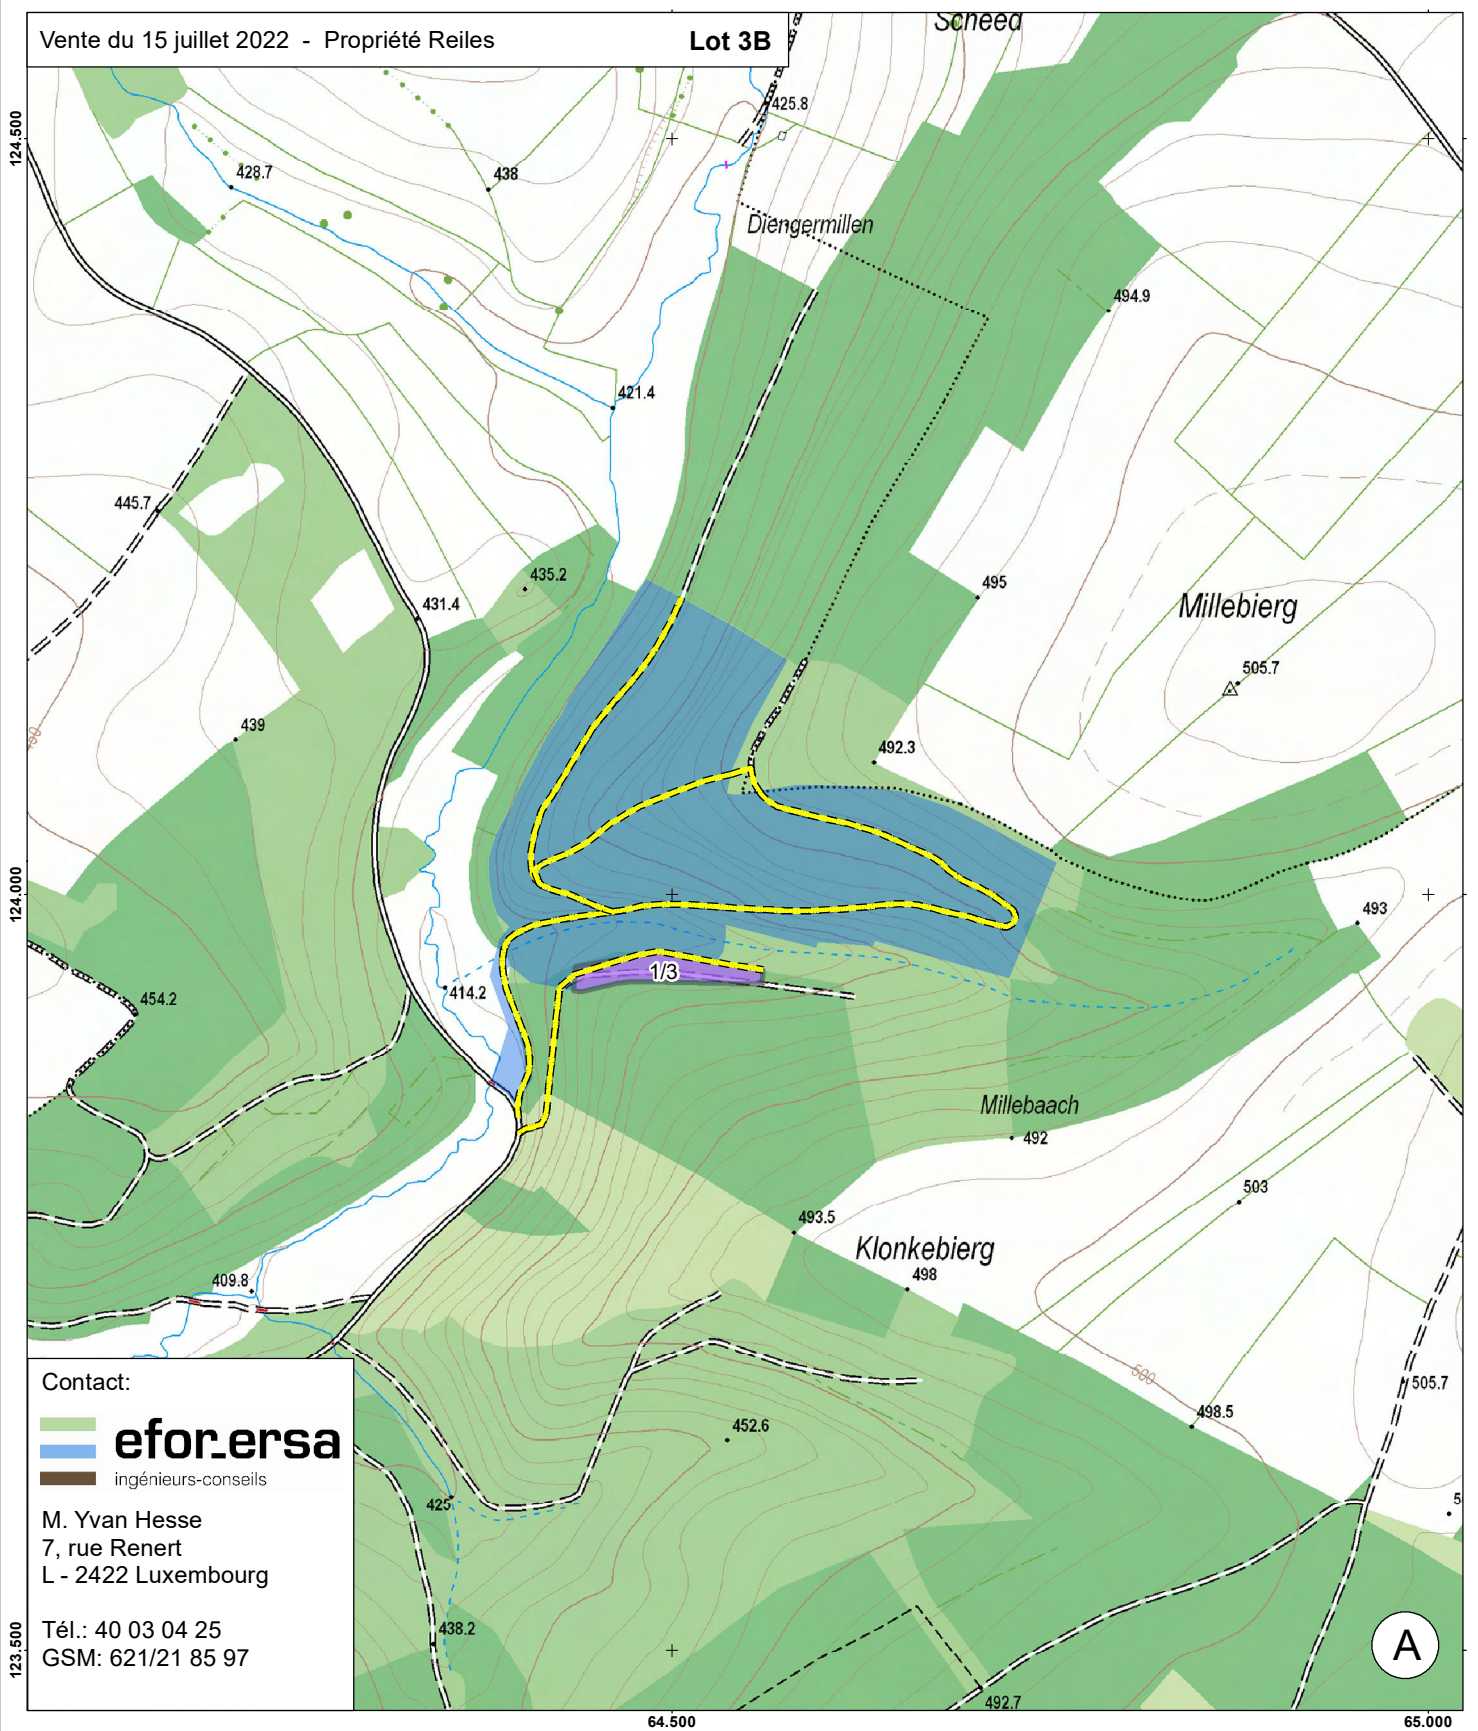 Vente du 15 juillet 2022 - Propriété Reiles
Lot 3B
Scheed
425.8
124.500
428.7
438
Diengermillen
494.9
421.4
445.7
435.2
495
431.4
Millebierg
505.7
439
492.3
124.000
493
1/3
414.2
454.2
Millebaach
492
503
493.5
Klonkebierg
498
409.8
500
505.7
498.5
452.6
425
438.2
492.7
Contact:
efor_ersa
ingénieurs-conseils
M. Yvan Hesse
7, rue Renert
L - 2422 Luxembourg
Tél.: 40 03 04 25
GSM: 621/21 85 97
123.500
A
64.500
65.000